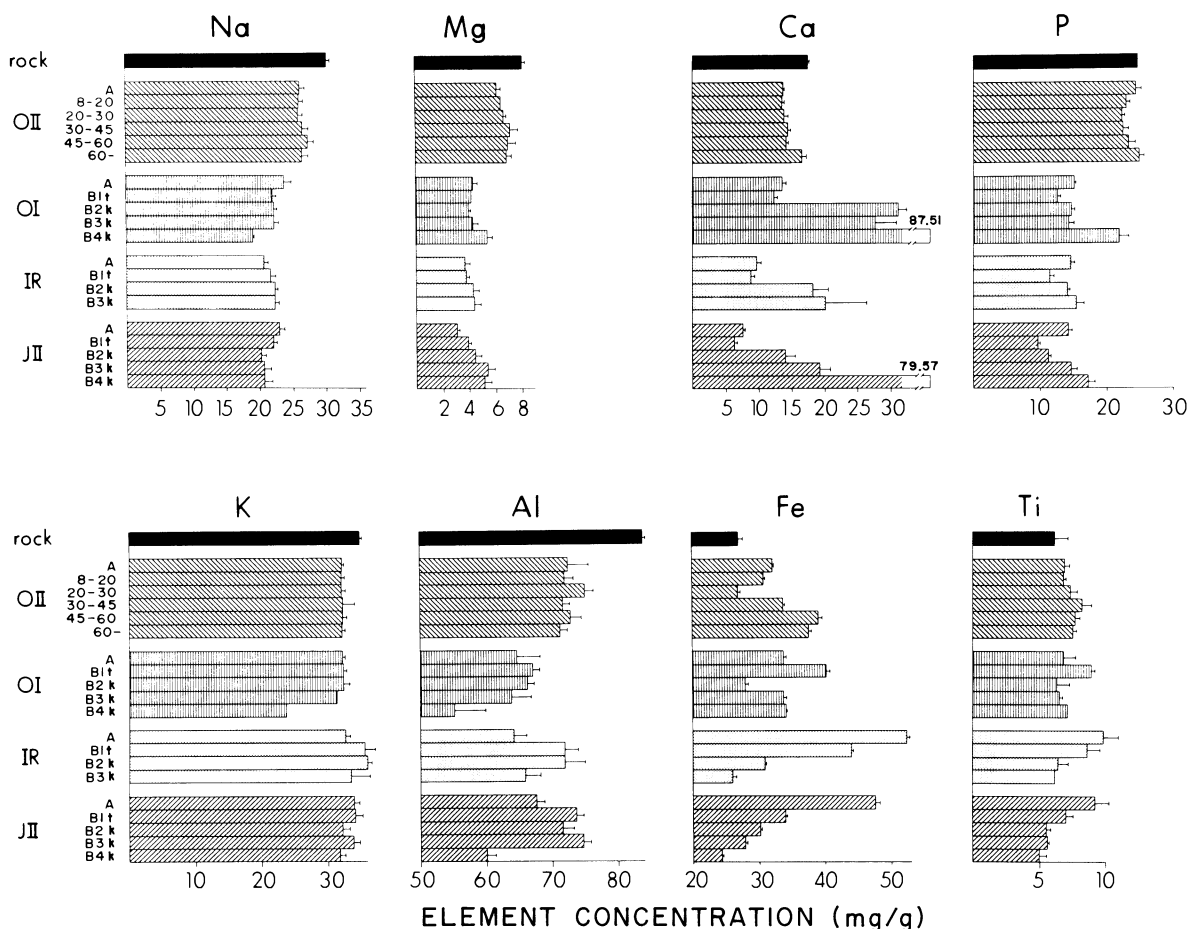 Na Mg Ca P
rock
OII
A
8-20
20-30
30-45
45-60
60-
OI
A
B1t
B2k
B3k
B4k
87.51
IR
A
B1t
B2k
B3k
JII
A
B1t
B2k
B3k
B4k
79.57
5 10 15 20 25 30 35 2 4 6 8 5 10 15 20 25 30 35 10 20 30
K Al Fe Ti
rock
OII
A
8-20
20-30
30-45
45-60
60-
OI
A
B1t
B2k
B3k
B4k
IR
A
B1t
B2k
B3k
JII
A
B1t
B2k
B3k
B4k
10 20 30 50 60 70 80 20 30 40 50 5 10
ELEMENT CONCENTRATION (mg/g)